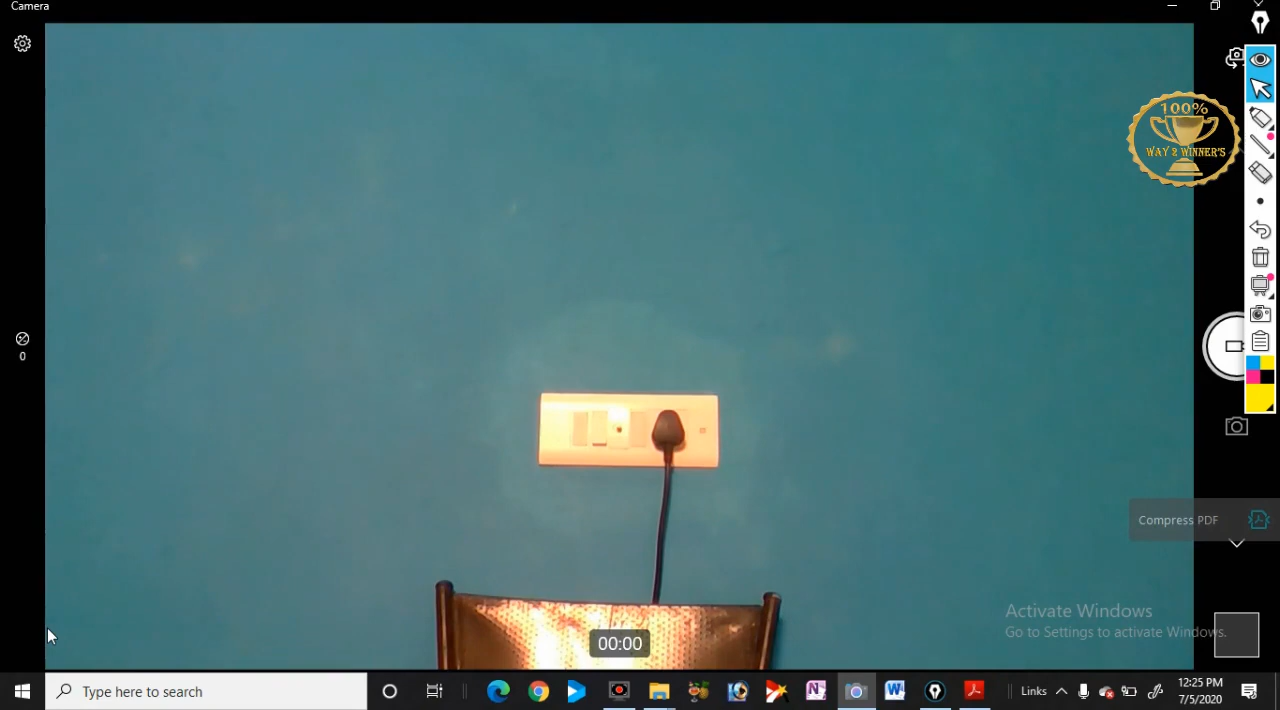 Camera
100%
WAY 2 WINNER'S
0
Compress PDF
Activate Windows
Go to Settings to activate Windows.
00:00
Type here to search
Links
12:25 PM
7/5/2020